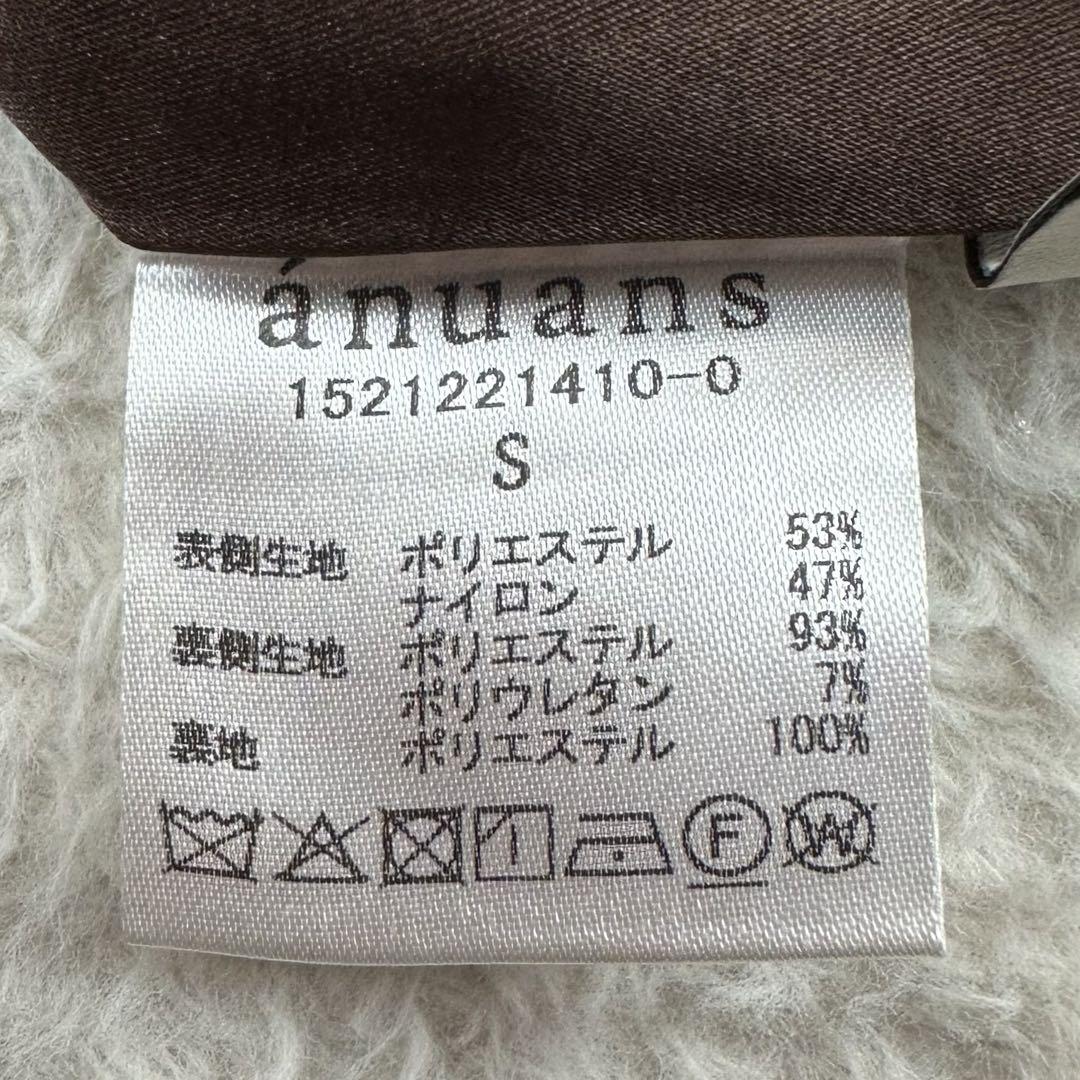 ánuans
1521221410-0
S
表側生地 ポリエステル 53%
ナイロン 47%
裏側生地 ポリエステル 93%
ポリウレタン 7%
裏地 ポリエステル 100%
F W